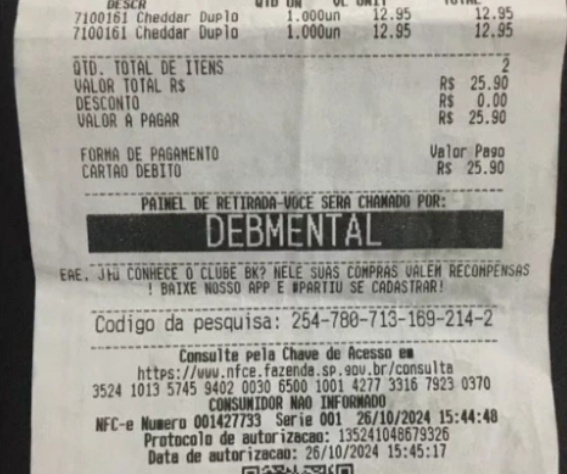 DESCR QTD UN VL UNIT TOTAL
7100161 Cheddar Duplo 1.000un 12.95 12.95
7100161 Cheddar Duplo 1.000un 12.95 12.95
QTD. TOTAL DE ITENS 2
VALOR TOTAL R$ R$ 25.90
DESCONTO R$ 0.00
VALOR A PAGAR R$ 25.90
FORMA DE PAGAMENTO Valor Pago
CARTAO DEBITO R$ 25.90
PAINEL DE RETIRADA-VOCE SERA CHAMADO POR:
DEBMENTAL
EAE, CONHECE O CLUBE BK? NELE SUAS COMPRAS VALEM RECOMPENSAS
! BAIXE NOSSO APP E #PARTIU SE CADASTRAR!
Codigo da pesquisa: 254-780-713-169-214-2
Consulte pela Chave de Acesso em
https://www.nfce.fazenda.sp.gov.br/consulta
3524 1013 5745 9402 0030 6500 1001 4277 3316 7923 0370
CONSUMIDOR NAO INFORMADO
NFC-e Numero 001427733 Serie 001 26/10/2024 15:44:48
Protocolo de autorizacao: 135241048679326
Data de autorizacao: 26/10/2024 15:45:17